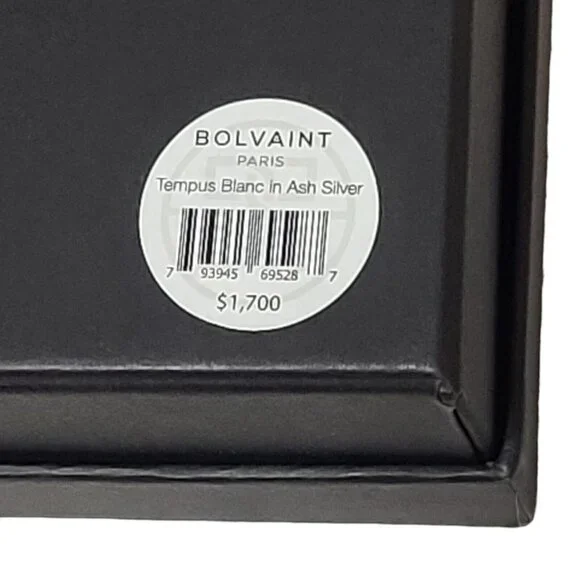 BOLVAINT
PARIS
Tempus Blanc in Ash Silver
7 93945 69528 7
$1,700